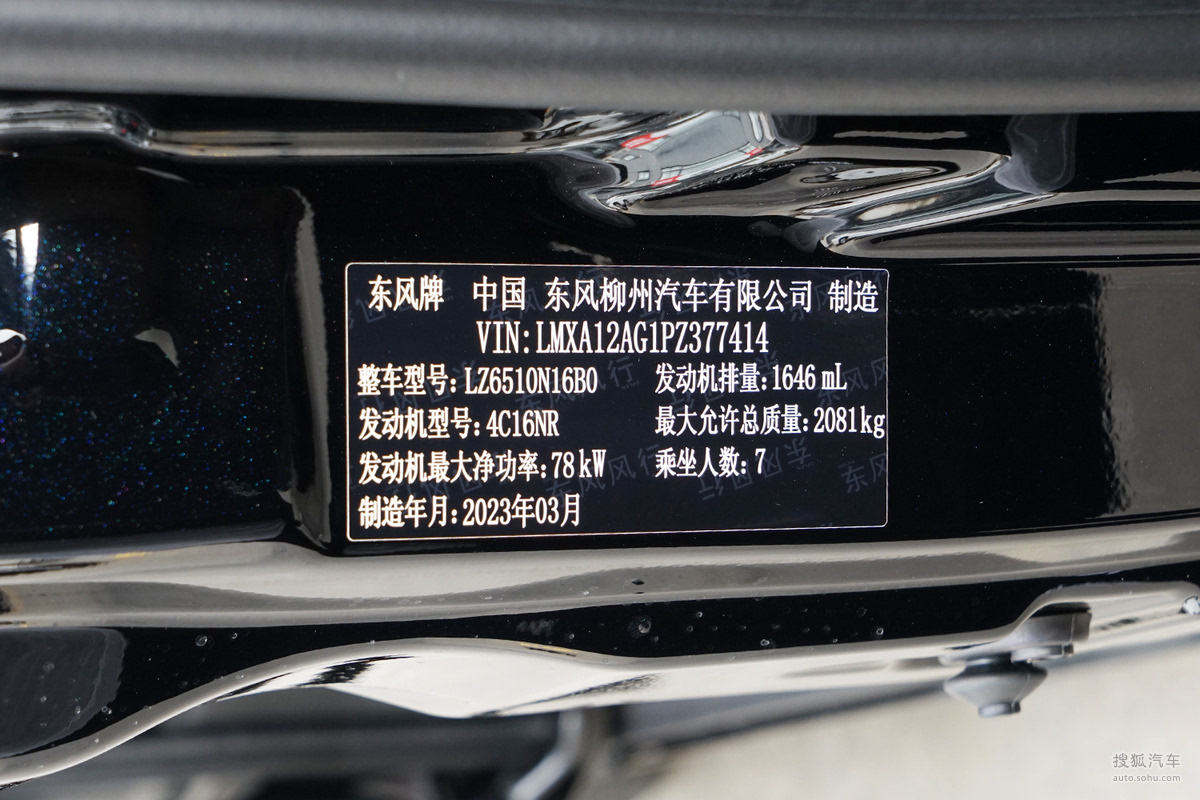 东风牌 中国 东风柳州汽车有限公司 制造
VIN:LMXA12AG1PZ377414
整车型号:LZ6510N16B0 发动机排量:1646 mL
发动机型号:4C16NR 最大允许总质量:2081kg
发动机最大净功率:78kW 乘坐人数:7
制造年月:2023年03月
搜狐汽车
auto.sohu.com